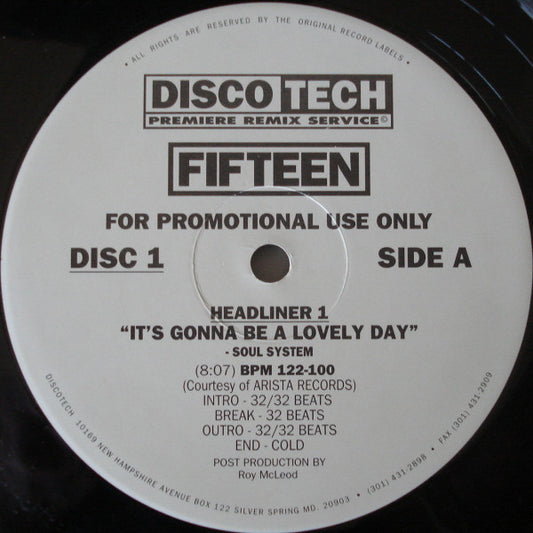 • ALL RIGHTS ARE RESERVED BY THE ORIGINAL RECORD LABELS •
DISCOTECH
PREMIERE REMIX SERVICE©
FIFTEEN
FOR PROMOTIONAL USE ONLY
DISC 1 SIDE A
HEADLINER 1
"IT'S GONNA BE A LOVELY DAY"
- SOUL SYSTEM
(8:07) BPM 122-100
(Courtesy of ARISTA RECORDS)
INTRO - 32/32 BEATS
BREAK - 32 BEATS
OUTRO - 32/32 BEATS
END - COLD
POST PRODUCTION BY
Roy McLeod
DISCOTECH 10169 NEW HAMPSHIRE AVENUE BOX 122 SILVER SPRING MD. 20903 • (301) 431-2898 • FAX (301) 431-2909